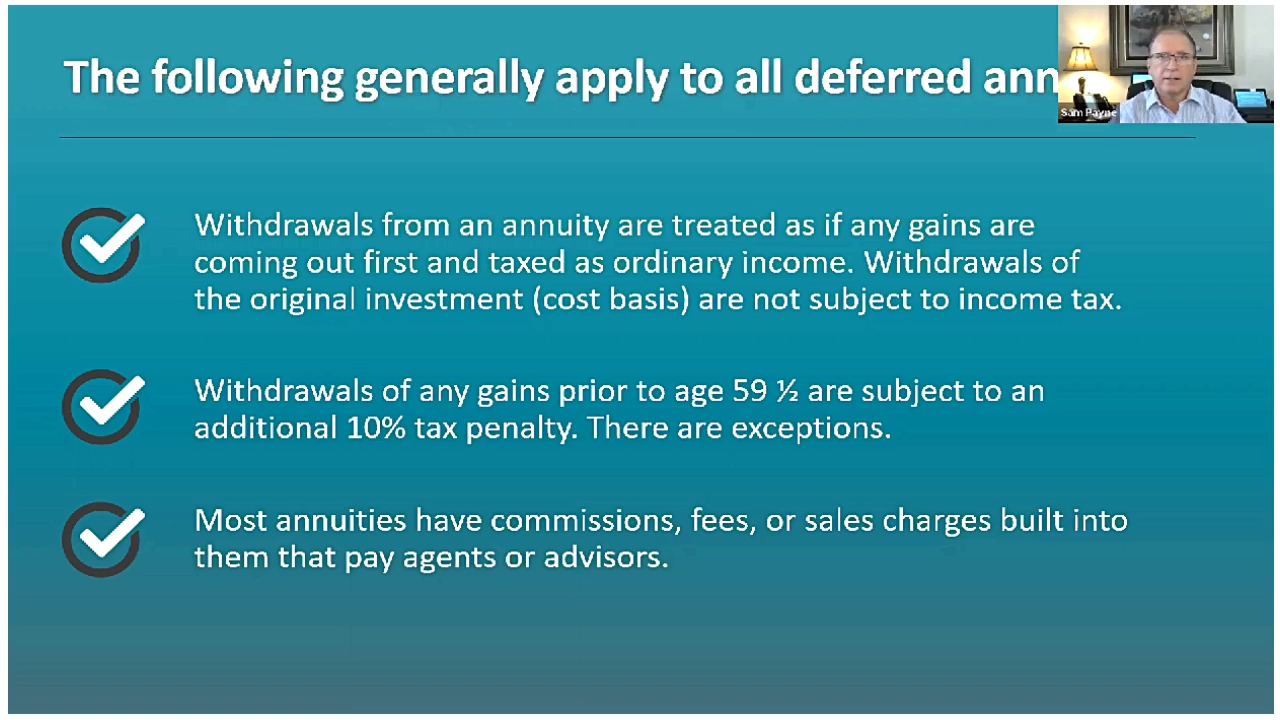 The following generally apply to all deferred ann
Sam Payne
Withdrawals from an annuity are treated as if any gains are
coming out first and taxed as ordinary income. Withdrawals of
the original investment (cost basis) are not subject to income tax.
Withdrawals of any gains prior to age 59 ½ are subject to an
additional 10% tax penalty. There are exceptions.
Most annuities have commissions, fees, or sales charges built into
them that pay agents or advisors.